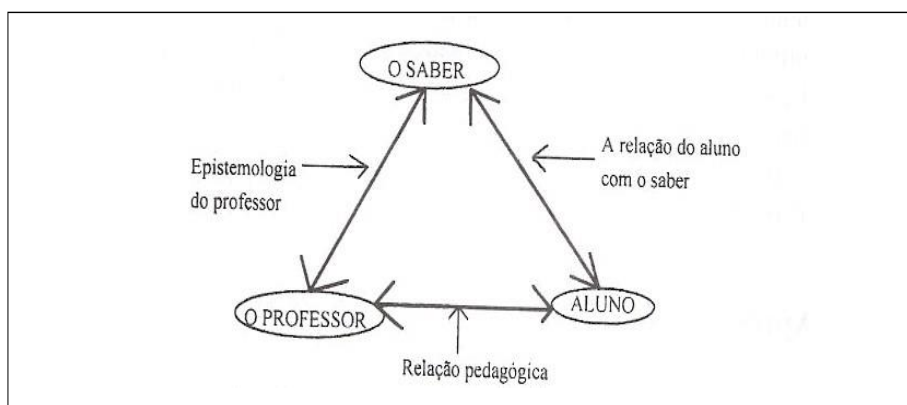 O SABER
Epistemologia
do professor
A relação do aluno
com o saber
O PROFESSOR
ALUNO
Relação pedagógica